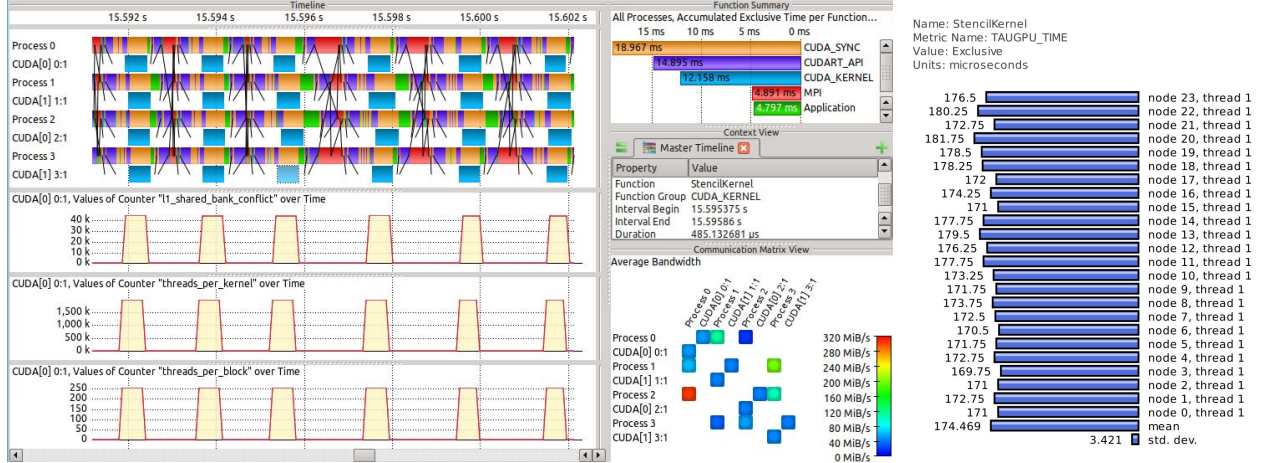 Timeline
15.592 s 15.594 s 15.596 s 15.598 s 15.600 s 15.602 s
Process 0
CUDA[0] 0:1
Process 1
CUDA[1] 1:1
Process 2
CUDA[0] 2:1
Process 3
CUDA[1] 3:1
CUDA[0] 0:1, Values of Counter "l1_shared_bank_conflict" over Time
40 k
30 k
20 k
10 k
0 k
CUDA[0] 0:1, Values of Counter "threads_per_kernel" over Time
1,500 k
1,000 k
500 k
0 k
CUDA[0] 0:1, Values of Counter "threads_per_block" over Time
250
200
150
100
50
0
Function Summary
All Processes, Accumulated Exclusive Time per Function...
15 ms 10 ms 5 ms 0 ms
18.967 ms CUDA_SYNC
14.895 ms CUDART_API
12.158 ms CUDA_KERNEL
4.891 ms MPI
4.797 ms Application
Context View
Master Timeline
Property Value
Function StencilKernel
Function Group CUDA_KERNEL
Interval Begin 15.595375 s
Interval End 15.59586 s
Duration 485.132681 µs
Communication Matrix View
Average Bandwidth
Process 0
CUDA[0] 0:1
Process 1
CUDA[1] 1:1
Process 2
CUDA[0] 2:1
Process 3
CUDA[1] 3:1
Process 0
CUDA[0] 0:1
Process 1
CUDA[1] 1:1
Process 2
CUDA[0] 2:1
Process 3
CUDA[1] 3:1
320 MiB/s
280 MiB/s
240 MiB/s
200 MiB/s
160 MiB/s
120 MiB/s
80 MiB/s
40 MiB/s
0 MiB/s
Name: StencilKernel
Metric Name: TAUGPU_TIME
Value: Exclusive
Units: microseconds
176.5 node 23, thread 1
180.25 node 22, thread 1
172.75 node 21, thread 1
181.75 node 20, thread 1
178.5 node 19, thread 1
178.25 node 18, thread 1
172 node 17, thread 1
174.25 node 16, thread 1
171 node 15, thread 1
177.75 node 14, thread 1
179.5 node 13, thread 1
176.25 node 12, thread 1
177.75 node 11, thread 1
173.25 node 10, thread 1
171.75 node 9, thread 1
173.75 node 8, thread 1
172.5 node 7, thread 1
170.5 node 6, thread 1
171.75 node 5, thread 1
172.75 node 4, thread 1
169.75 node 3, thread 1
171 node 2, thread 1
172.75 node 1, thread 1
171 node 0, thread 1
174.469 mean
3.421 std. dev.